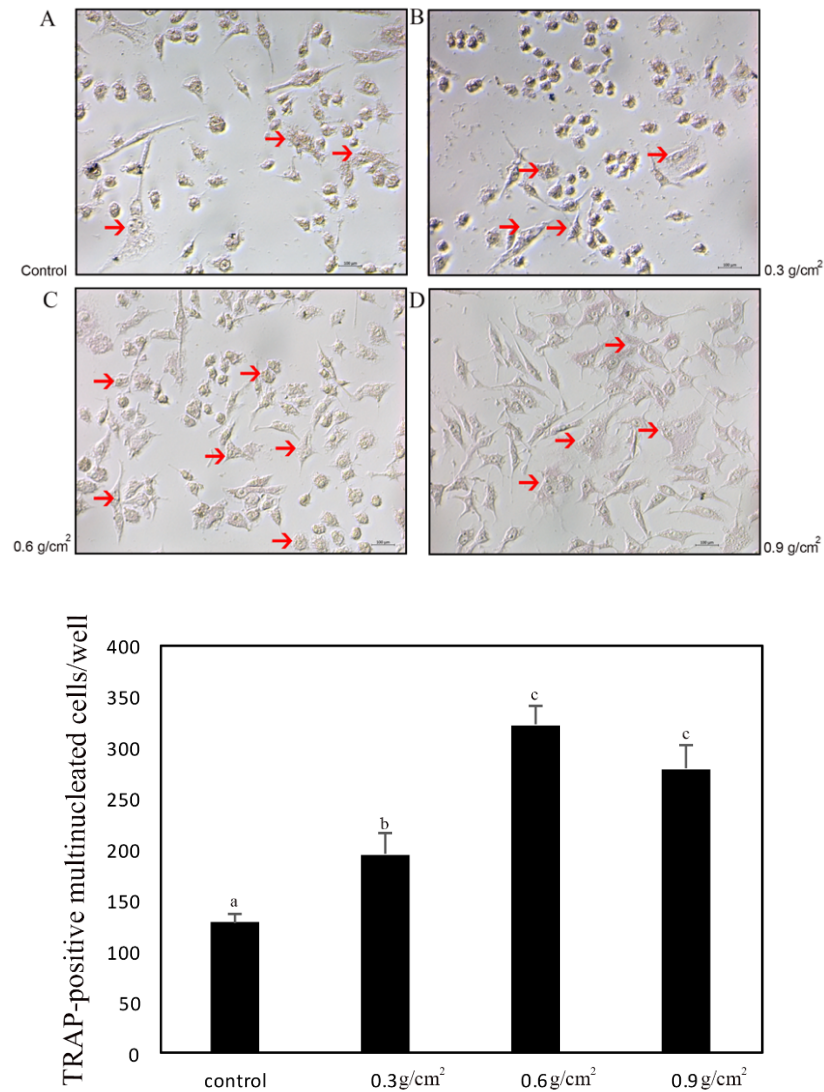 A
B
Control
0.3 g/cm²
C
D
0.6 g/cm²
0.9 g/cm²
TRAP-positive multinucleated cells/well
400
350
300
250
200
150
100
50
0
a
b
c
c
control
0.3g/cm²
0.6g/cm²
0.9g/cm²